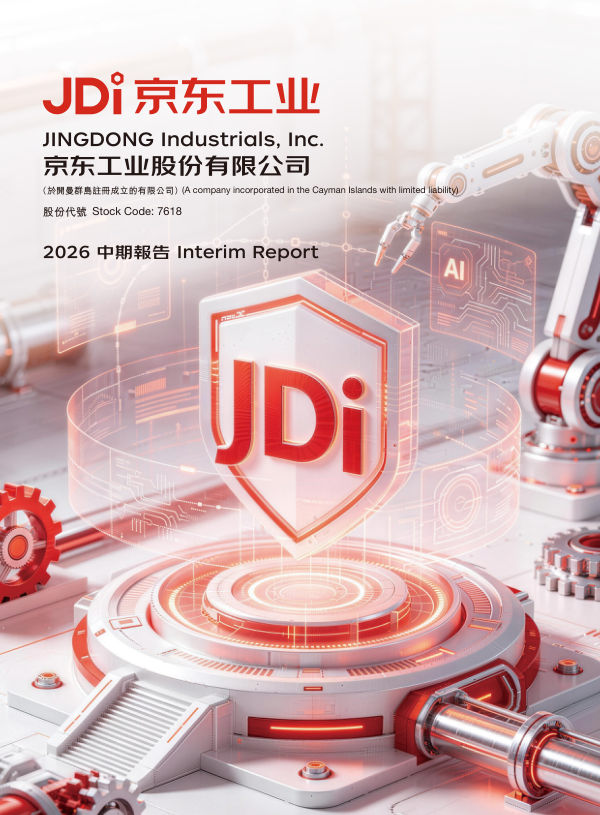 JDi 京东工业
JINGDONG Industrials, Inc.
京东工业股份有限公司
（於開曼群島註冊成立的有限公司） (A company incorporated in the Cayman Islands with limited liability)
股份代號 Stock Code: 7618
2026 中期報告 Interim Report
AI
JDi